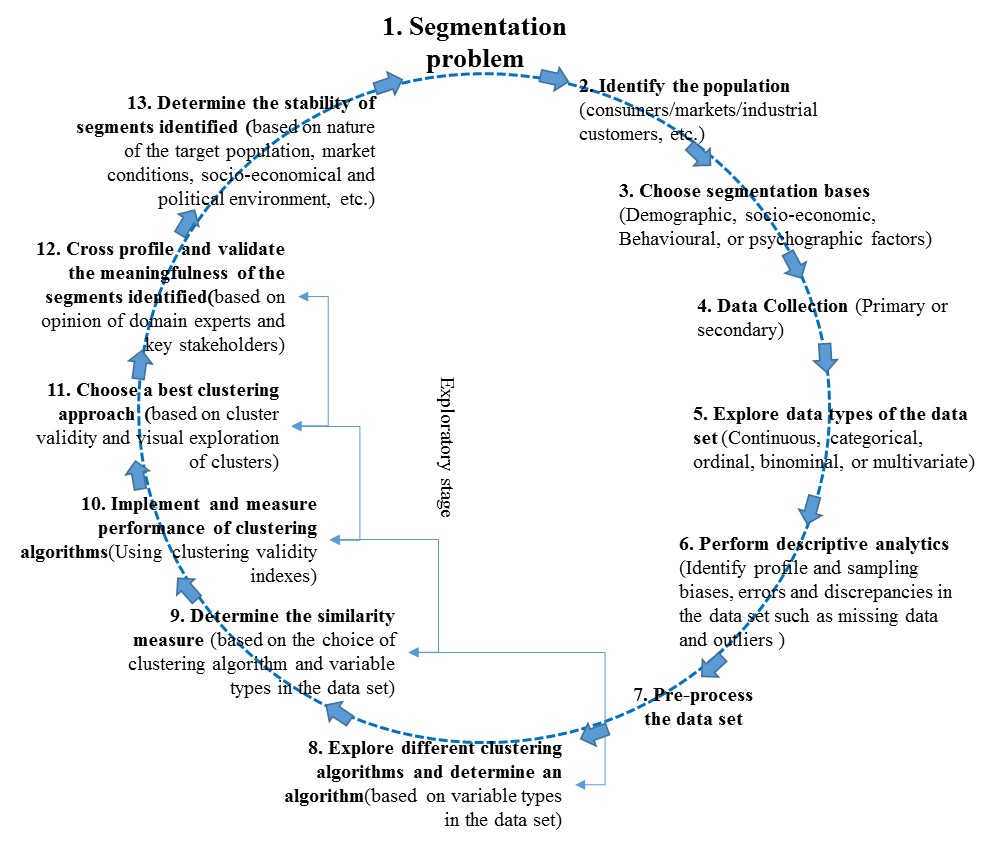 1. Segmentation
problem
2. Identify the population
(consumers/markets/industrial
customers, etc.)
3. Choose segmentation bases
(Demographic, socio-economic,
Behavioural, or psychographic factors)
4. Data Collection (Primary or
secondary)
5. Explore data types of the data
set (Continuous, categorical,
ordinal, binominal, or multivariate)
6. Perform descriptive analytics
(Identify profile and sampling
biases, errors and discrepancies in
the data set such as missing data
and outliers )
7. Pre-process
the data set
8. Explore different clustering
algorithms and determine an
algorithm(based on variable types
in the data set)
9. Determine the similarity
measure (based on the choice of
clustering algorithm and variable
types in the data set)
10. Implement and measure
performance of clustering
algorithms(Using clustering validity
indexes)
11. Choose a best clustering
approach (based on cluster
validity and visual exploration
of clusters)
12. Cross profile and validate
the meaningfulness of the
segments identified(based on
opinion of domain experts and
key stakeholders)
13. Determine the stability of
segments identified (based on nature
of the target population, market
conditions, socio-economical and
political environment, etc.)
Exploratory stage